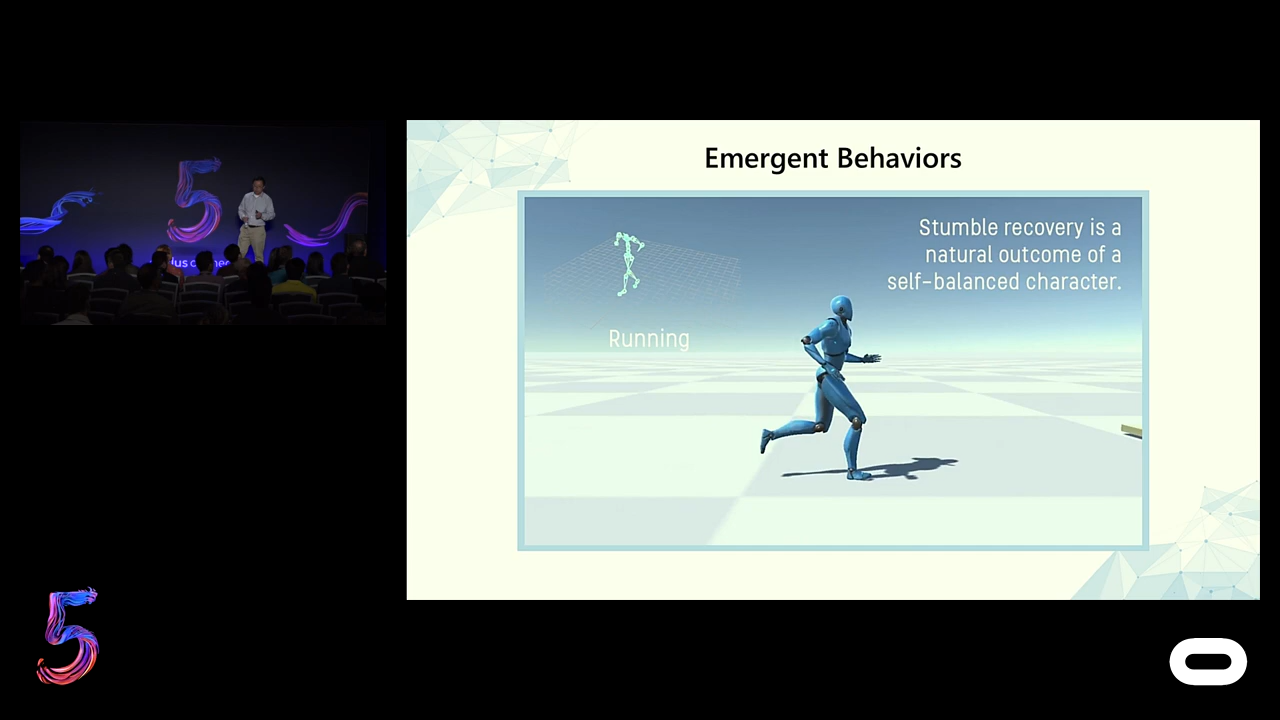 5
Emergent Behaviors
Stumble recovery is a
natural outcome of a
self-balanced character.
Running
5